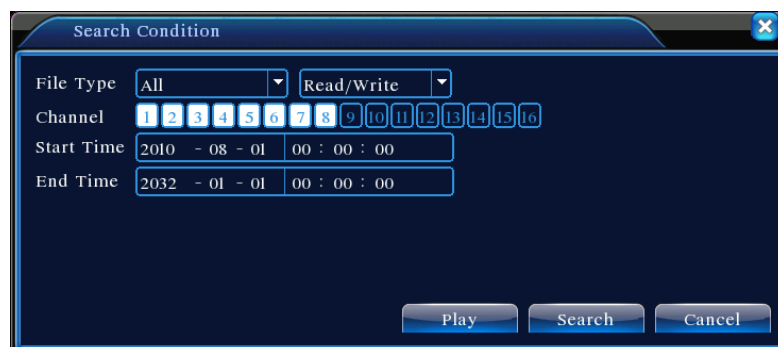 Search Condition
File Type All Read/Write
Channel 1 2 3 4 5 6 7 8 9 10 11 12 13 14 15 16
Start Time 2010 - 08 - 01 00 : 00 : 00
End Time 2032 - 01 - 01 00 : 00 : 00
Play Search Cancel